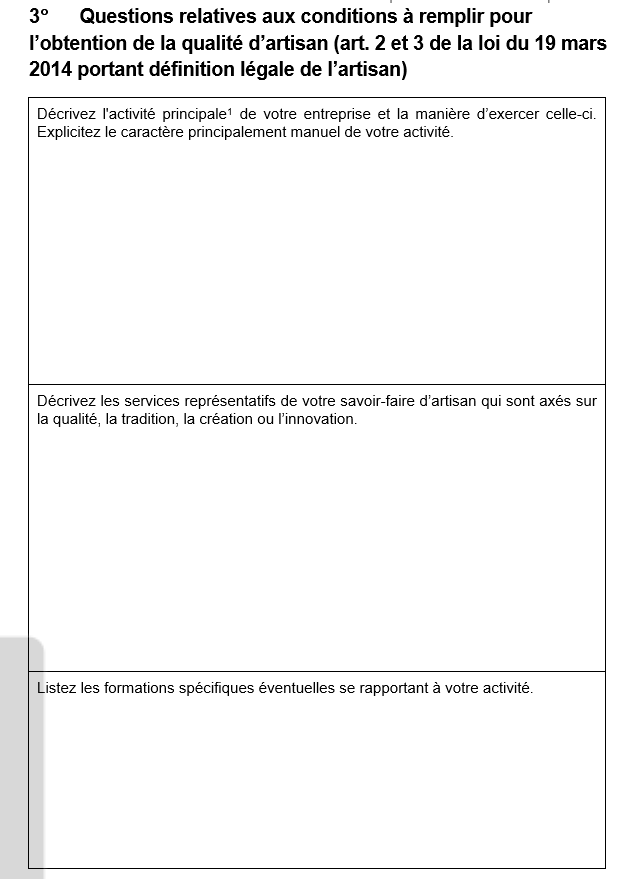 3° Questions relatives aux conditions à remplir pour
l’obtention de la qualité d’artisan (art. 2 et 3 de la loi du 19 mars
2014 portant définition légale de l’artisan)
Décrivez l'activité principale¹ de votre entreprise et la manière d’exercer celle-ci.
Explicitez le caractère principalement manuel de votre activité.
Décrivez les services représentatifs de votre savoir-faire d’artisan qui sont axés sur
la qualité, la tradition, la création ou l’innovation.
Listez les formations spécifiques éventuelles se rapportant à votre activité.